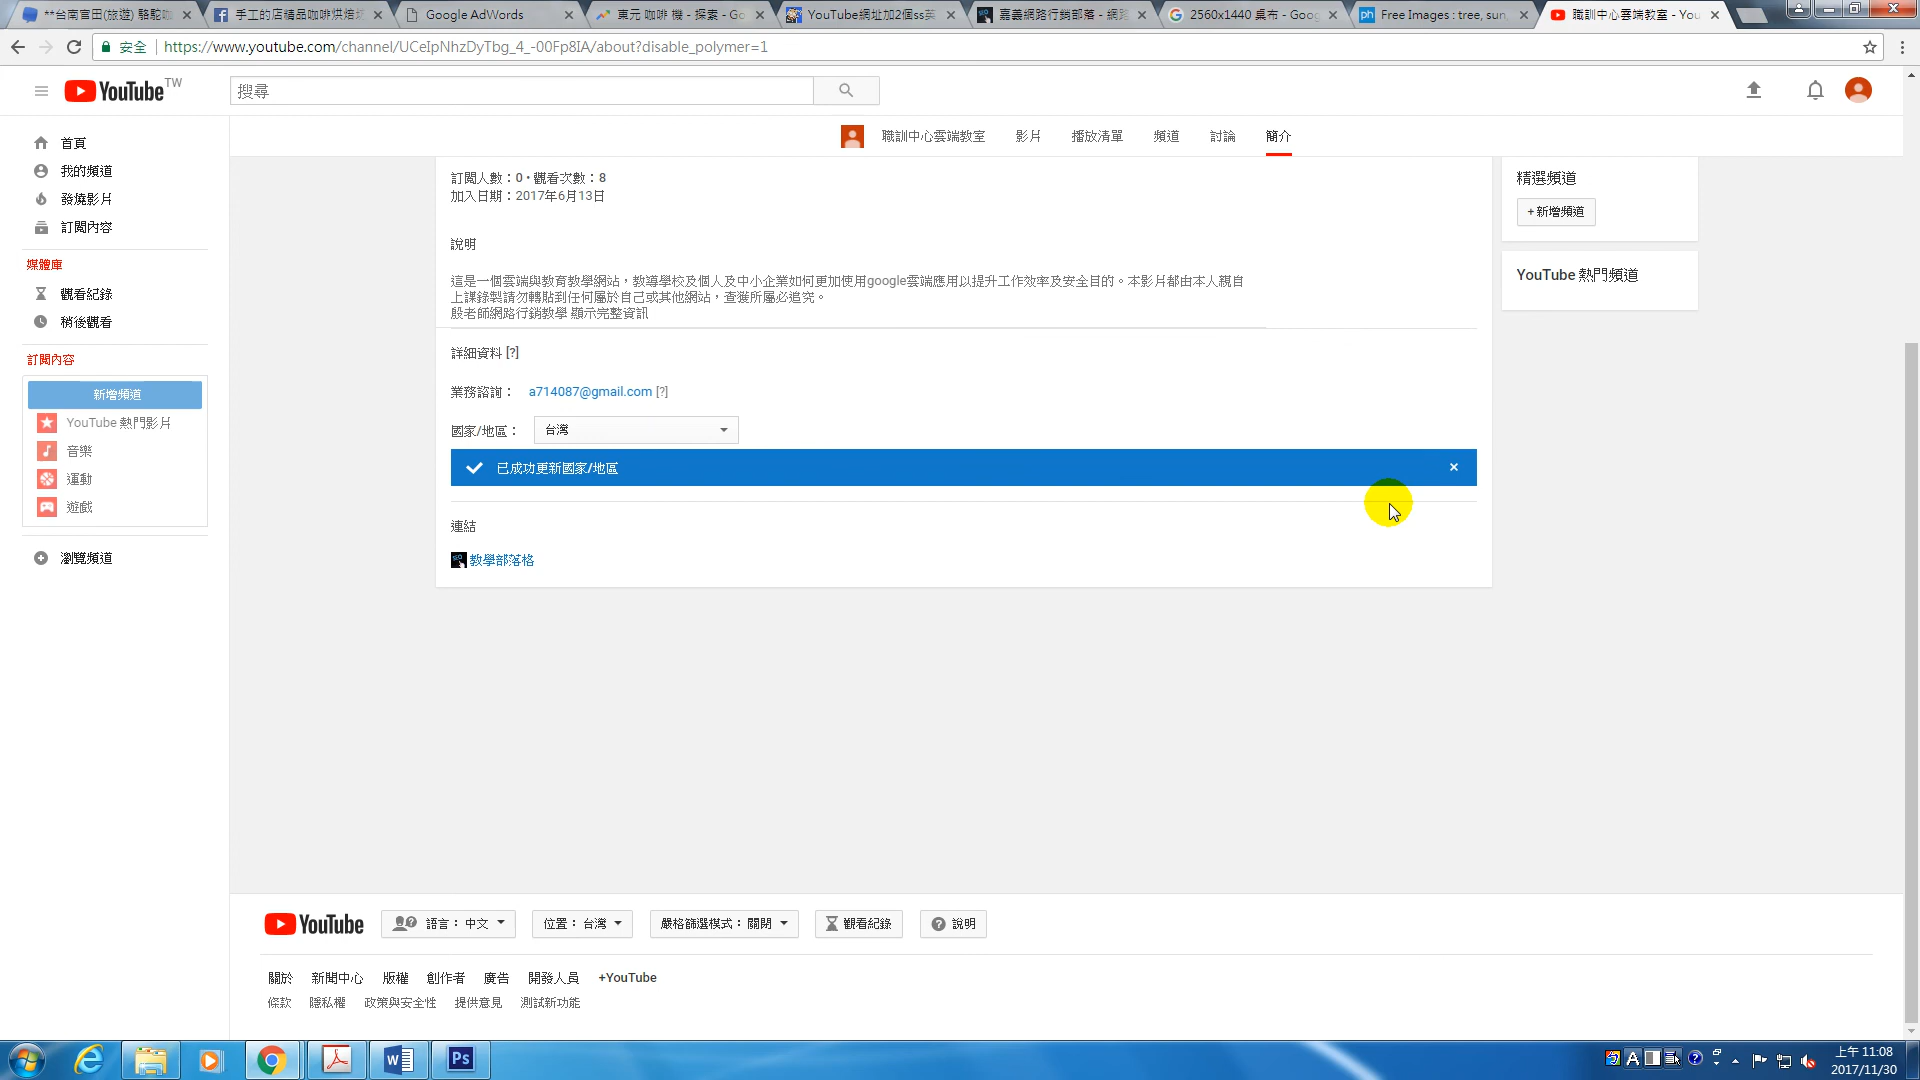 **台南官田(旅遊) 駱駝咖
手工的店精品咖啡烘焙坊
Google AdWords
東元 咖啡 機 - 探索 - Go
YouTube網址加2個ss英
嘉義網路行銷部落 - 網路
2560x1440 桌布 - Goog
Free Images : tree, sun,
職訓中心雲端教室 - You
安全 https://www.youtube.com/channel/UCeIpNhzDyTbg_4_-00Fp8IA/about?disable_polymer=1
YouTube TW
搜尋
職訓中心雲端教室 影片 播放清單 頻道 討論 簡介
首頁
我的頻道
發燒影片
訂閱內容
媒體庫
觀看紀錄
稍後觀看
訂閱內容
新增頻道
YouTube 熱門影片
音樂
運動
遊戲
瀏覽頻道
訂閱人數：0 • 觀看次數：8
加入日期：2017年6月13日
說明
這是一個雲端與教育教學網站，教導學校及個人及中小企業如何更加使用google雲端應用以提升工作效率及安全目的。本影片都由本人親自
上課錄製請勿轉貼到任何屬於自己或其他網站，查獲所屬必追究。
殷老師網路行銷教學 顯示完整資訊
詳細資料 [?]
業務諮詢： a714087@gmail.com [?]
國家/地區： 台灣
已成功更新國家/地區
連結
教學部落格
精選頻道
+ 新增頻道
YouTube 熱門頻道
YouTube 語言： 中文 位置： 台灣 嚴格篩選模式： 關閉 觀看紀錄 說明
關於 新聞中心 版權 創作者 廣告 開發人員 +YouTube
條款 隱私權 政策與安全性 提供意見 測試新功能
上午 11:08
2017/11/30